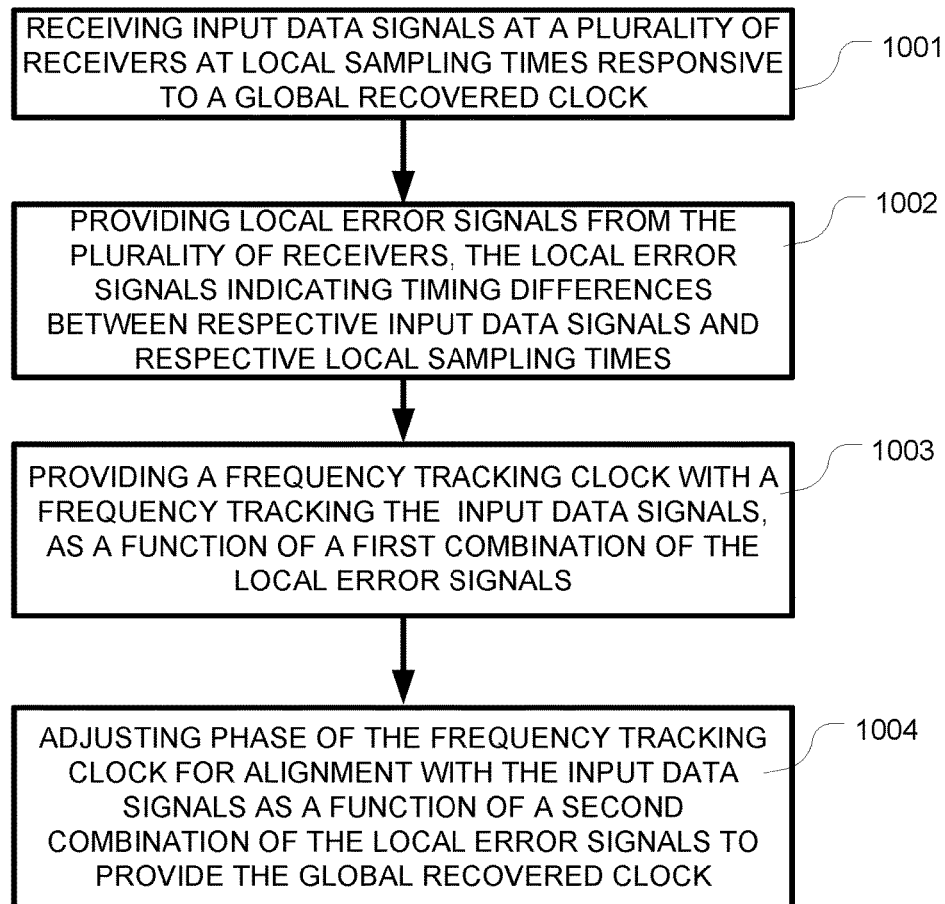 RECEIVING INPUT DATA SIGNALS AT A PLURALITY OF
RECEIVERS AT LOCAL SAMPLING TIMES RESPONSIVE
TO A GLOBAL RECOVERED CLOCK
1001
PROVIDING LOCAL ERROR SIGNALS FROM THE
PLURALITY OF RECEIVERS, THE LOCAL ERROR
SIGNALS INDICATING TIMING DIFFERENCES
BETWEEN RESPECTIVE INPUT DATA SIGNALS AND
RESPECTIVE LOCAL SAMPLING TIMES
1002
PROVIDING A FREQUENCY TRACKING CLOCK WITH A
FREQUENCY TRACKING THE INPUT DATA SIGNALS,
AS A FUNCTION OF A FIRST COMBINATION OF THE
LOCAL ERROR SIGNALS
1003
ADJUSTING PHASE OF THE FREQUENCY TRACKING
CLOCK FOR ALIGNMENT WITH THE INPUT DATA
SIGNALS AS A FUNCTION OF A SECOND
COMBINATION OF THE LOCAL ERROR SIGNALS TO
PROVIDE THE GLOBAL RECOVERED CLOCK
1004